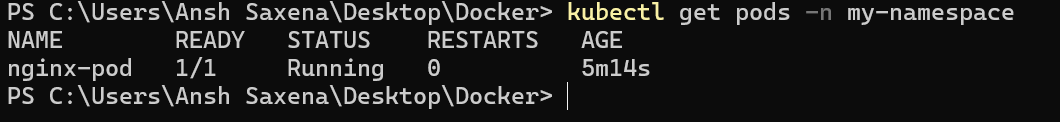 PS C:\Users\Ansh Saxena\Desktop\Docker> kubectl get pods -n my-namespace
NAME READY STATUS RESTARTS AGE
nginx-pod 1/1 Running 0 5m14s
PS C:\Users\Ansh Saxena\Desktop\Docker>